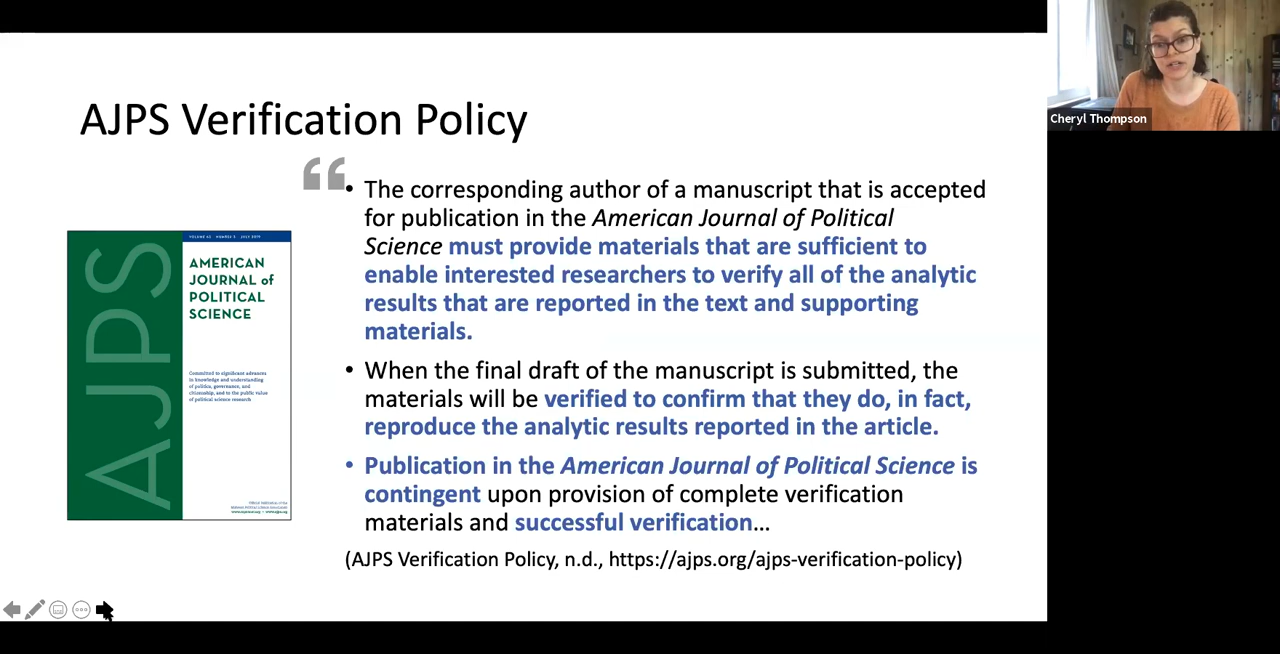 Cheryl Thompson
AJPS Verification Policy
“
• The corresponding author of a manuscript that is accepted
for publication in the American Journal of Political
Science must provide materials that are sufficient to
enable interested researchers to verify all of the analytic
results that are reported in the text and supporting
materials.
• When the final draft of the manuscript is submitted, the
materials will be verified to confirm that they do, in fact,
reproduce the analytic results reported in the article.
• Publication in the American Journal of Political Science is
contingent upon provision of complete verification
materials and successful verification…
(AJPS Verification Policy, n.d., https://ajps.org/ajps-verification-policy)
AJPS
AMERICAN
JOURNAL of
POLITICAL
SCIENCE
Committed to significant advances
in knowledge and understanding
of politics, governance, and
citizenship, and to the public value
of political science research